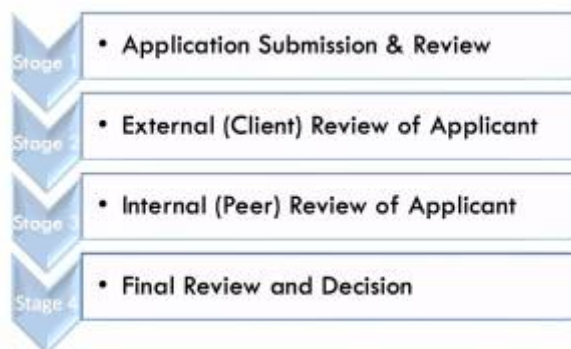 Stage 1
• Application Submission & Review
Stage 2
• External (Client) Review of Applicant
Stage 3
• Internal (Peer) Review of Applicant
Stage 4
• Final Review and Decision